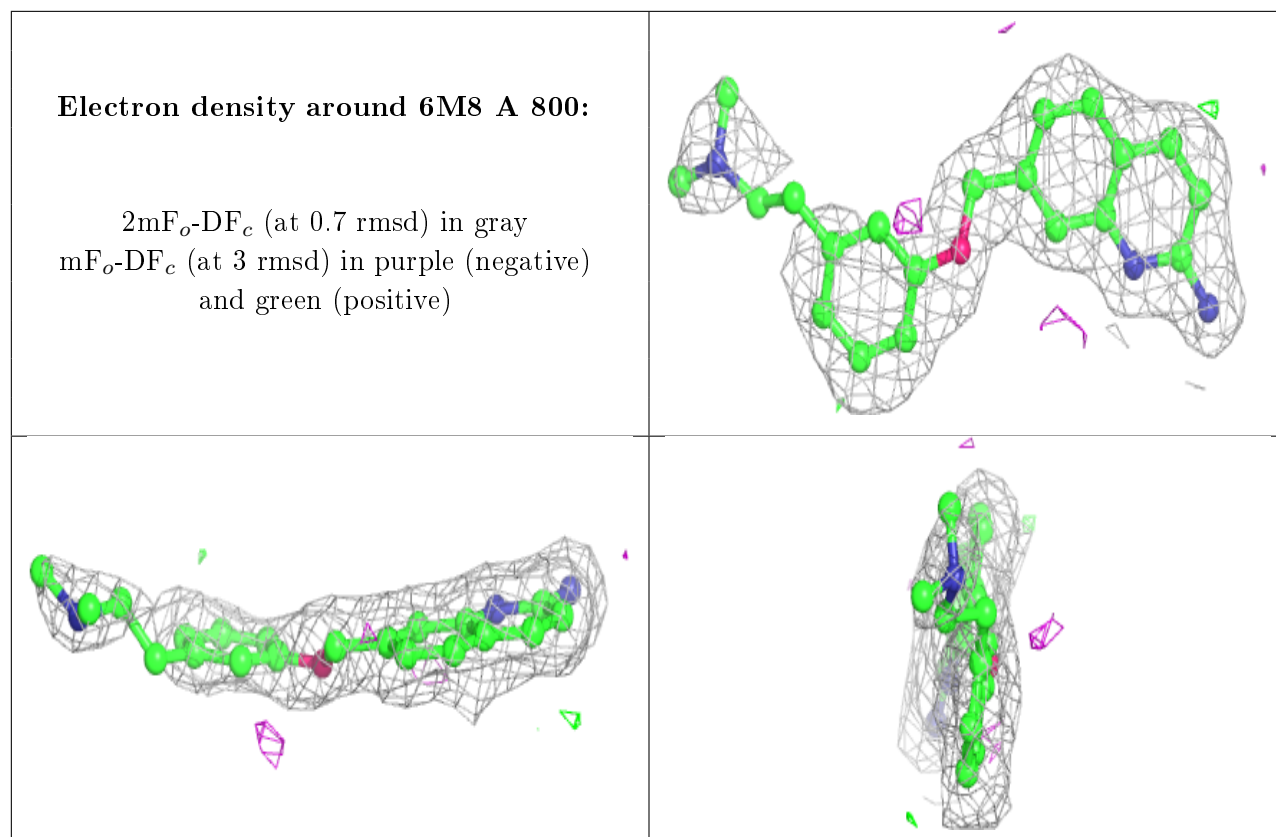 Electron density around 6M8 A 800:
2mFₒ-DF𝒸 (at 0.7 rmsd) in gray
mFₒ-DF𝒸 (at 3 rmsd) in purple (negative)
and green (positive)